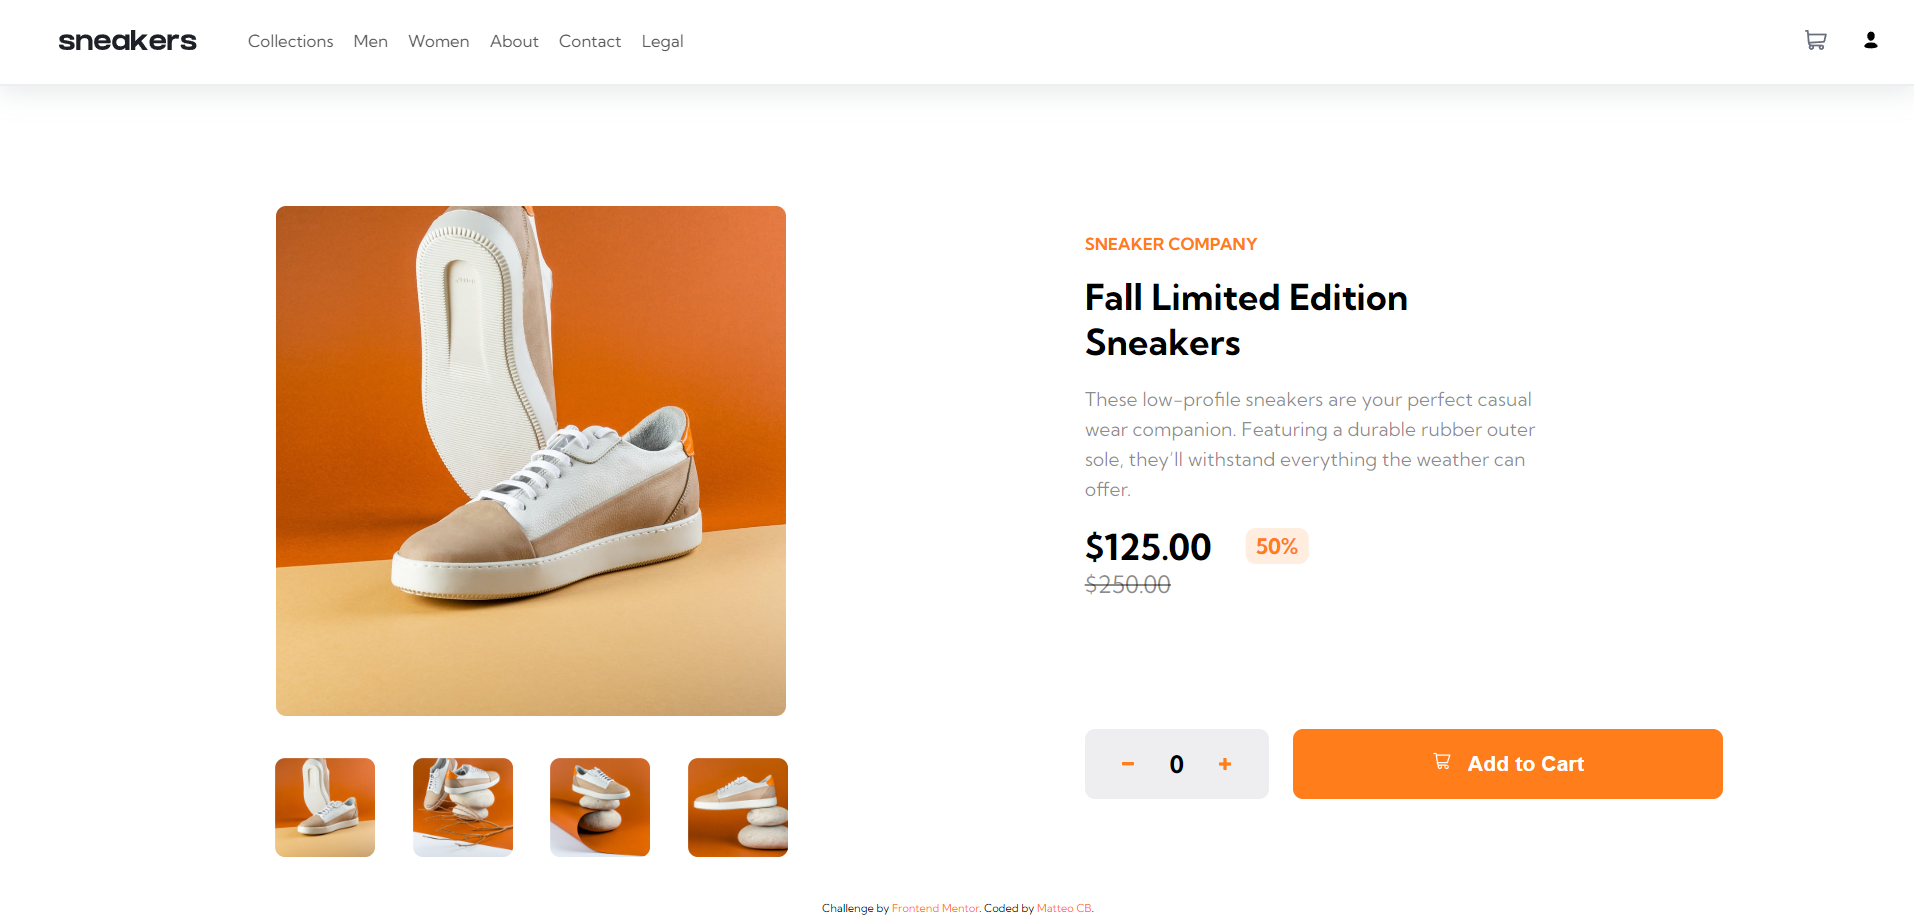 sneakers
Collections Men Women About Contact Legal
SNEAKER COMPANY
Fall Limited Edition
Sneakers
These low-profile sneakers are your perfect casual
wear companion. Featuring a durable rubber outer
sole, they’ll withstand everything the weather can
offer.
$125.00 50%
$250.00
- 0 +
Add to Cart
Challenge by Frontend Mentor. Coded by Matteo CB.